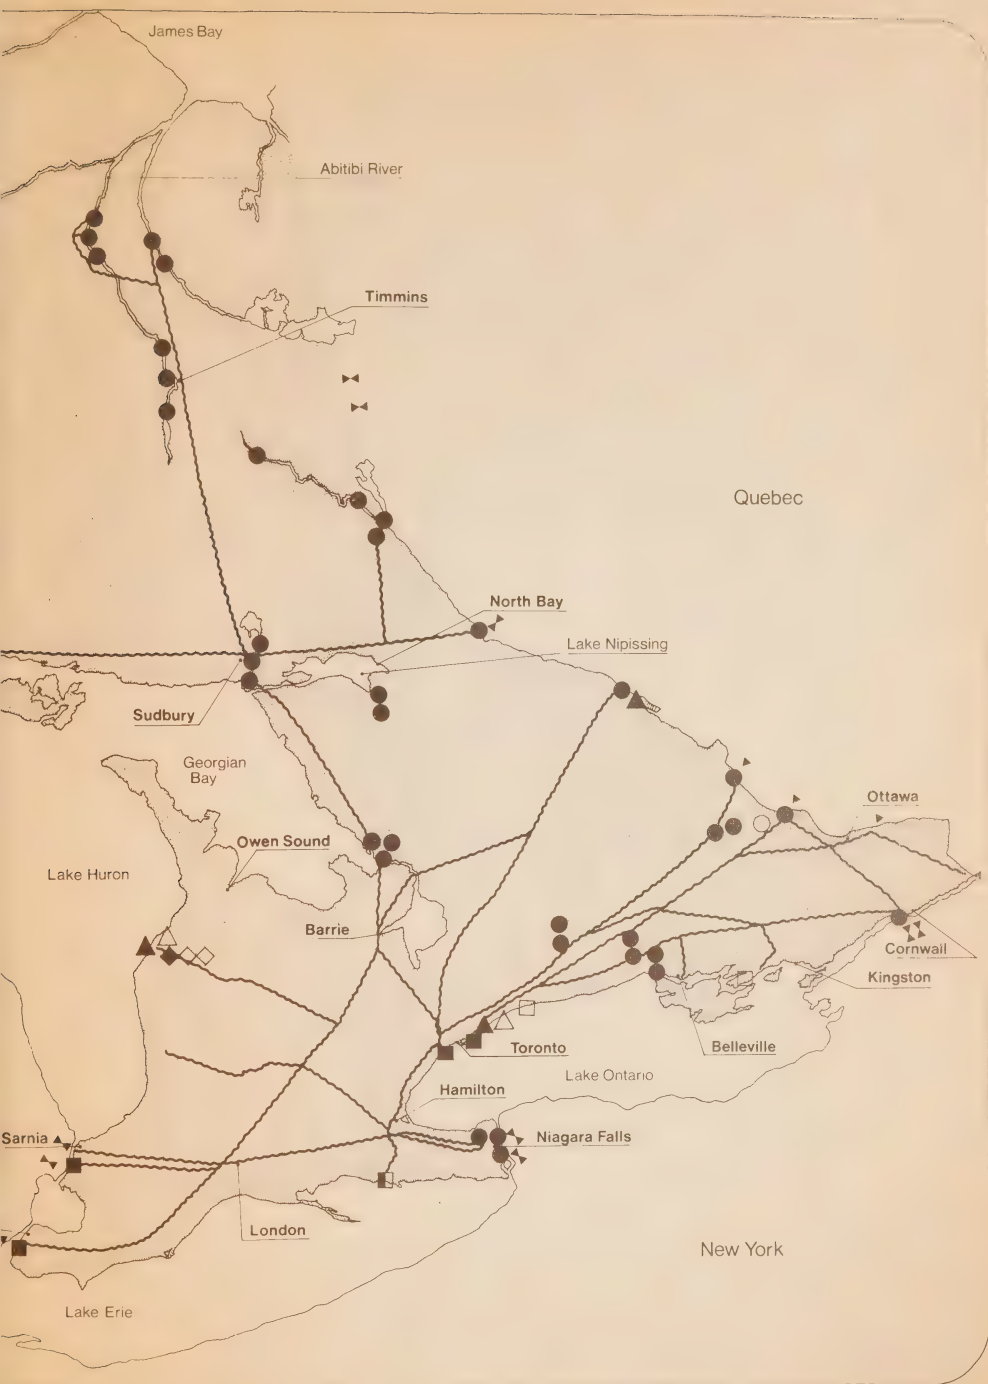 James Bay
Abitibi River
Timmins
Quebec
North Bay
Lake Nipissing
Sudbury
Georgian
Bay
Ottawa
Owen Sound
Lake Huron
Barrie
Cornwall
Kingston
Toronto
Belleville
Lake Ontario
Hamilton
Sarnia
Niagara Falls
London
New York
Lake Erie